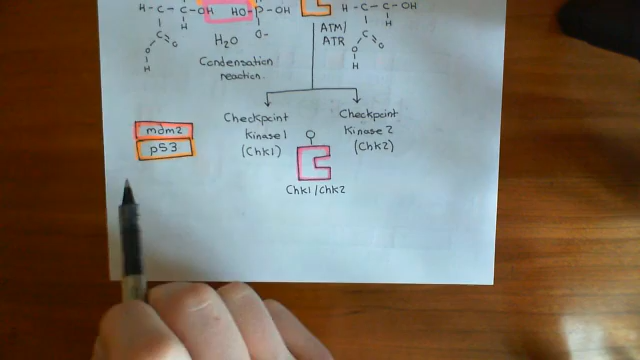 H-C-C-OH HO-P-OH H-C-C-OH
H C O
O
H
H₂O
O-
ATM/
ATR
H C O
O
H
Condensation
reaction.
Checkpoint
kinase 1
(Chk1)
Checkpoint
kinase 2
(Chk2)
mdm2
p53
Chk1/Chk2